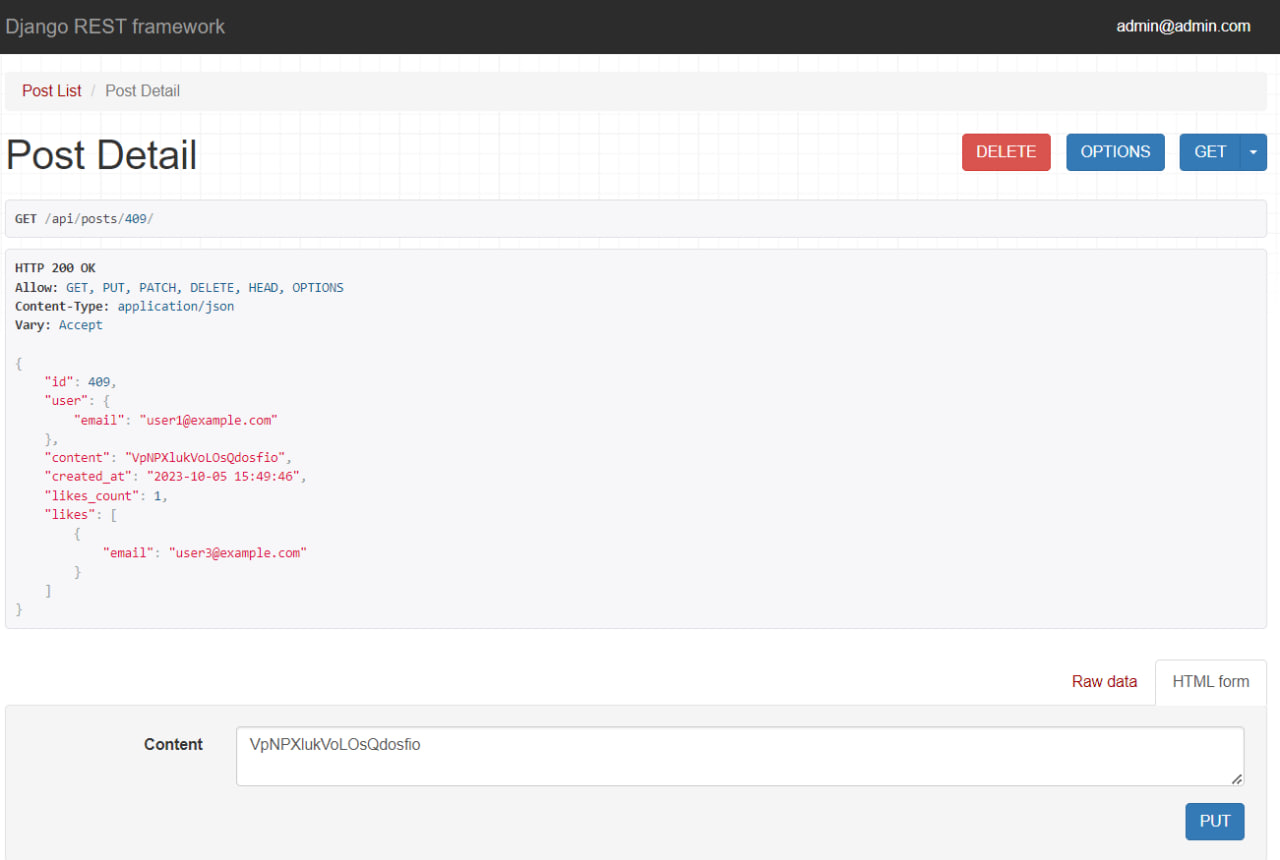 Django REST framework
admin@admin.com
Post List / Post Detail
Post Detail
DELETE
OPTIONS
GET
GET /api/posts/409/
HTTP 200 OK
Allow: GET, PUT, PATCH, DELETE, HEAD, OPTIONS
Content-Type: application/json
Vary: Accept
{
    "id": 409,
    "user": {
        "email": "user1@example.com"
    },
    "content": "VpNPXlukVoLOsQdosfio",
    "created_at": "2023-10-05 15:49:46",
    "likes_count": 1,
    "likes": [
        {
            "email": "user3@example.com"
        }
    ]
}
Raw data
HTML form
Content
VpNPXlukVoLOsQdosfio
PUT